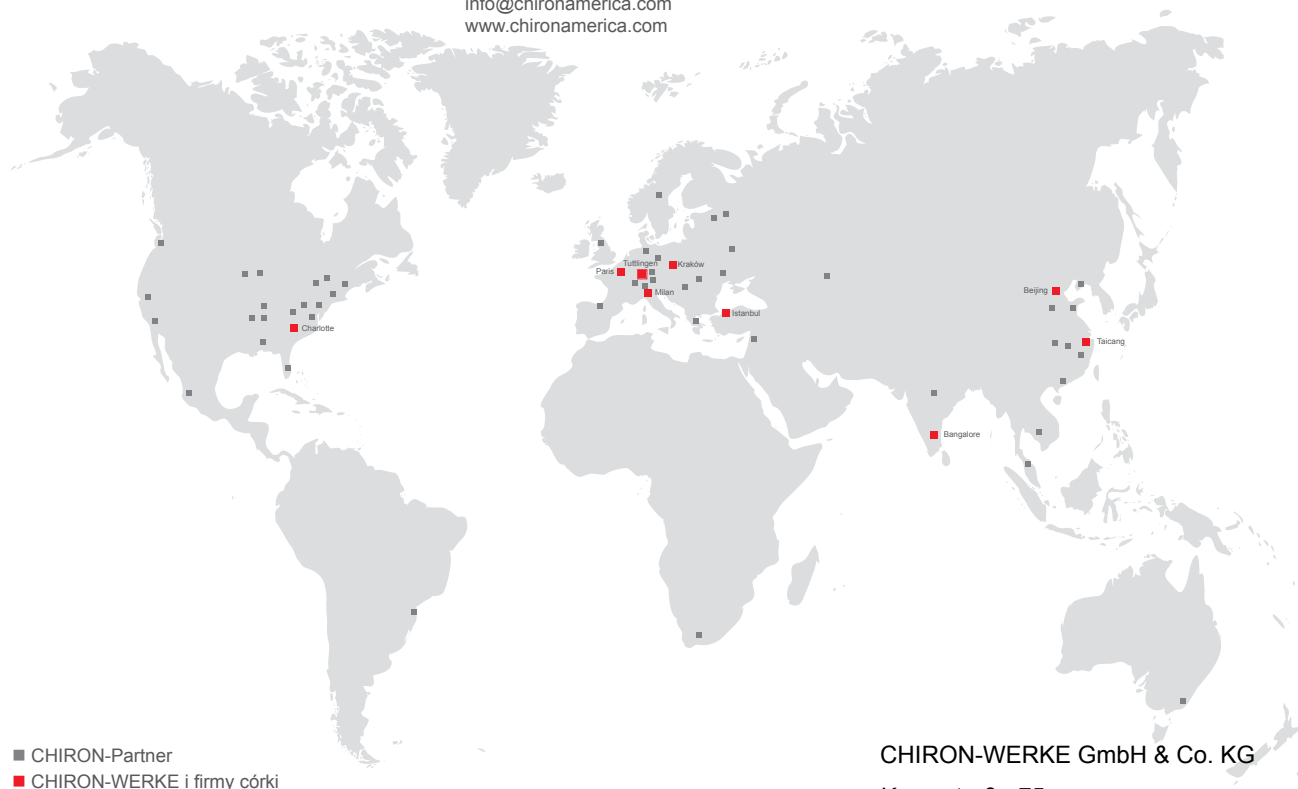 info@chironamerica.com
www.chironamerica.com
Tuttlingen
Kraków
Paris
Milan
Istanbul
Charlotte
Beijing
Taicang
Bangalore
CHIRON-Partner
CHIRON-WERKE i firmy córki
CHIRON-WERKE GmbH & Co. KG